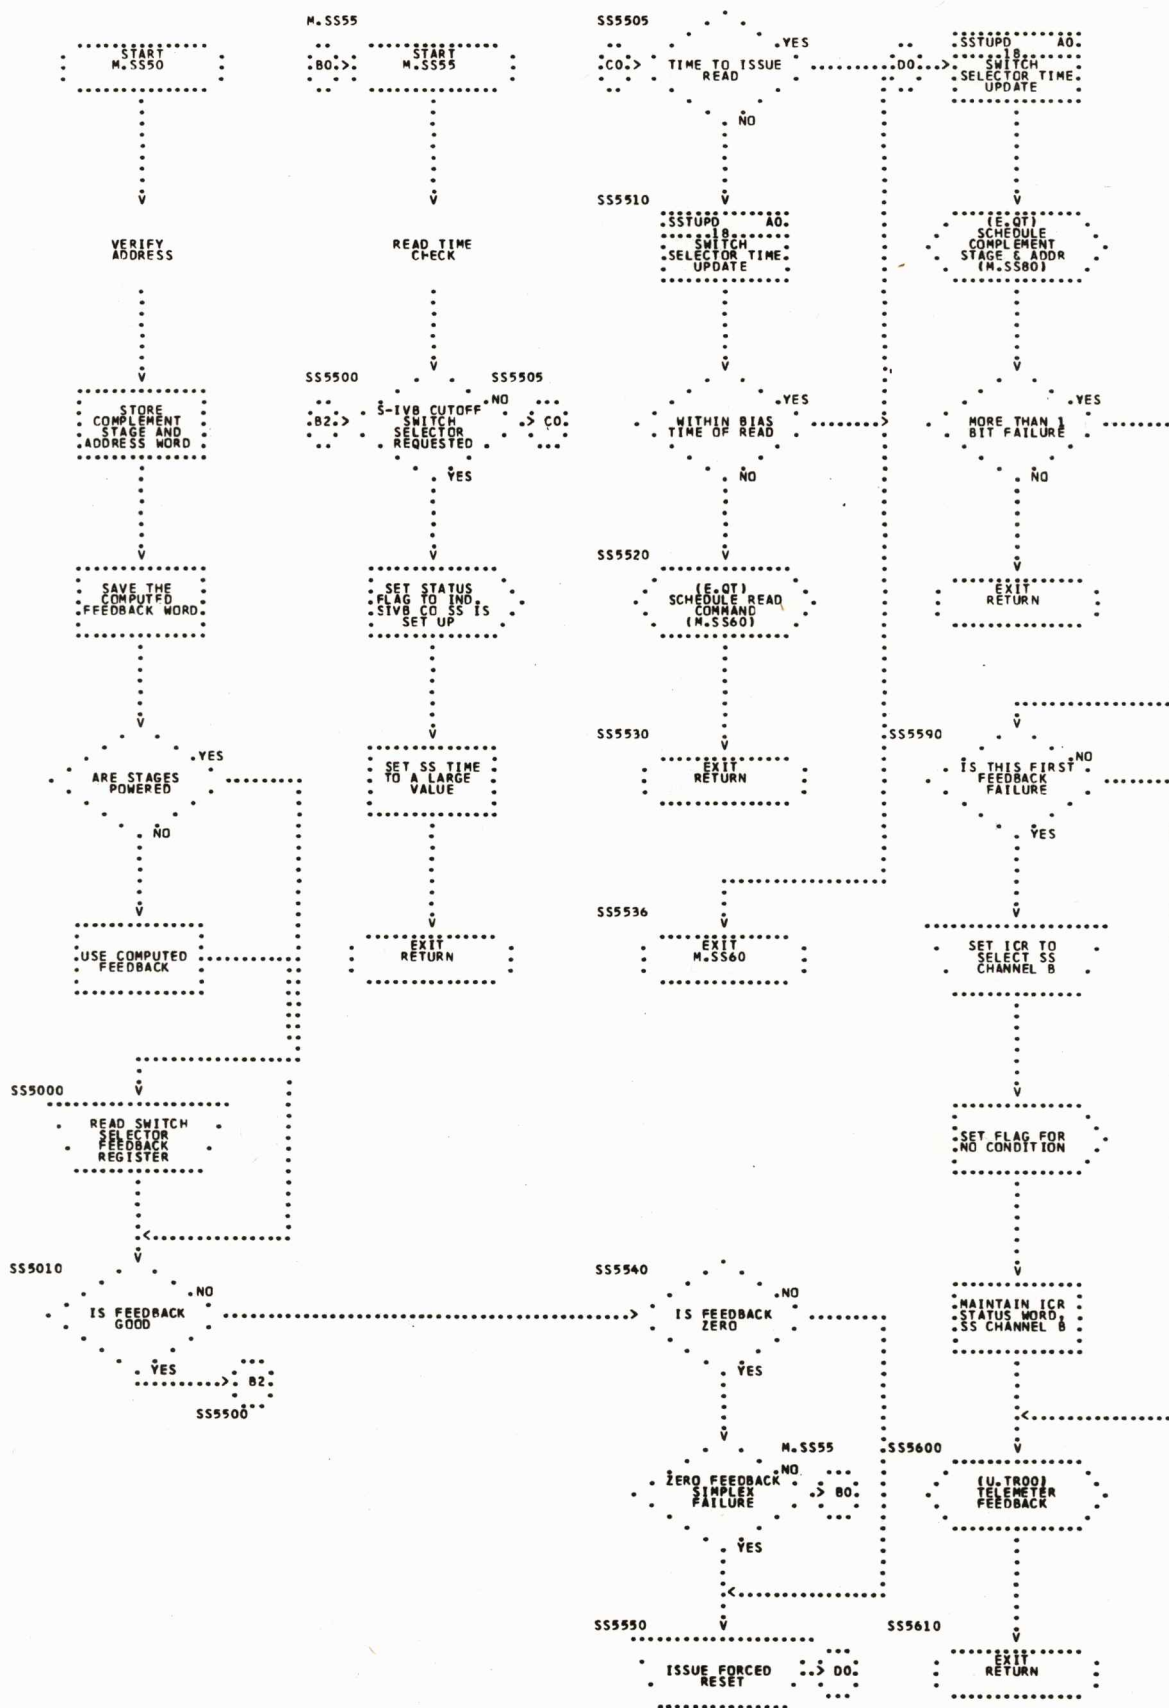 START
M.SS50
VERIFY
ADDRESS
STORE
COMPLEMENT
STAGE AND
ADDRESS WORD
SAVE THE
COMPUTED
FEEDBACK WORD
YES
ARE STAGES
POWERED
NO
USE COMPUTED
FEEDBACK
SS5000
READ SWITCH
SELECTOR
FEEDBACK
REGISTER
SS5010
NO
IS FEEDBACK
GOOD
YES
B2
SS5500
M.SS55
B0
START
M.SS55
READ TIME
CHECK
SS5500
SS5505
NO
B2
S-IVB CUTOFF
SWITCH
SELECTOR
REQUESTED
C0
YES
SET STATUS
FLAG TO IND.
SIVB CO SS IS
SET UP
SET SS TIME
TO A LARGE
VALUE
EXIT
RETURN
SS5505
YES
C0
TIME TO ISSUE
READ
NO
SS5510
SSTUPD A0
18
SWITCH
SELECTOR TIME
UPDATE
YES
WITHIN BIAS
TIME OF READ
NO
SS5520
(E.QT)
SCHEDULE READ
COMMAND
(M.SS60)
SS5530
EXIT
RETURN
SS5536
EXIT
M.SS60
SS5540
NO
IS FEEDBACK
ZERO
YES
M.SS55
NO
ZERO FEEDBACK
SIMPLEX
FAILURE
B0
YES
SS5550
ISSUE FORCED
RESET
D0
D0
SSTUPD A0
18
SWITCH
SELECTOR TIME
UPDATE
(E.QT)
SCHEDULE
COMPLEMENT
STAGE & ADDR
(M.SS80)
YES
MORE THAN 1
BIT FAILURE
NO
EXIT
RETURN
SS5590
NO
IS THIS FIRST
FEEDBACK
FAILURE
YES
SET ICR TO
SELECT SS
CHANNEL B
SET FLAG FOR
NO CONDITION
MAINTAIN ICR
STATUS WORD,
SS CHANNEL B
SS5600
(U.TR00)
TELEMETER
FEEDBACK
SS5610
EXIT
RETURN